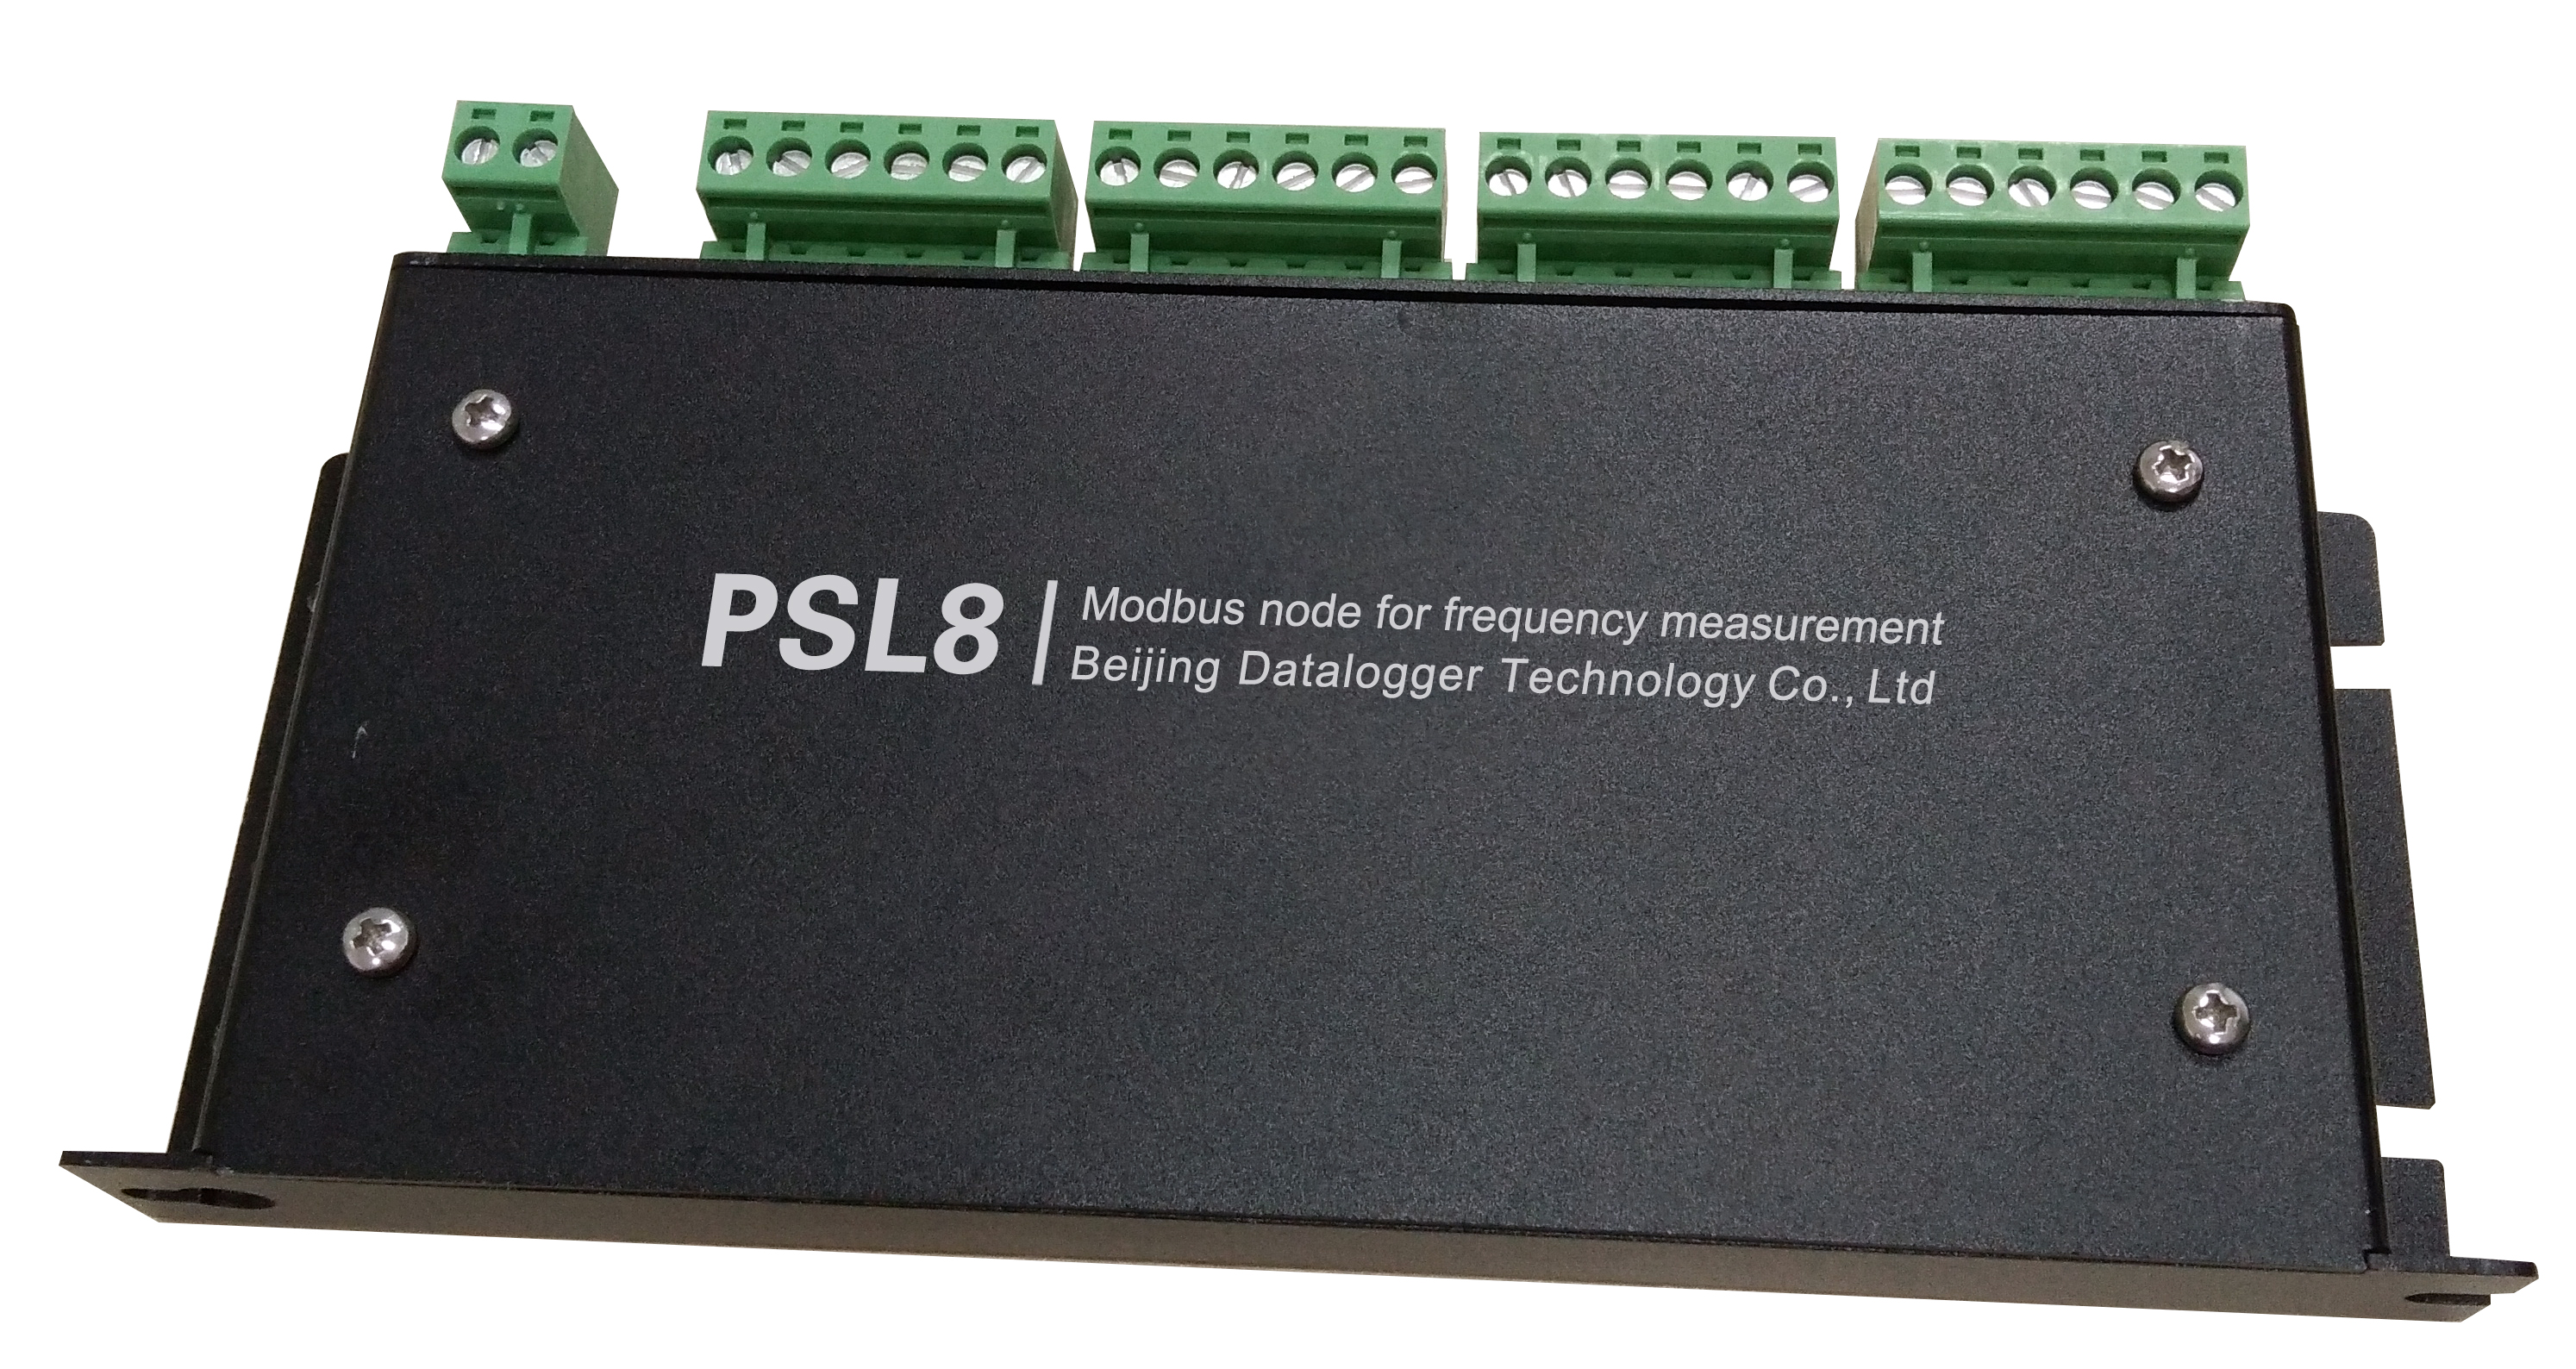 PSL8
Modbus node for frequency measurement
Beijing Datalogger Technology Co., Ltd